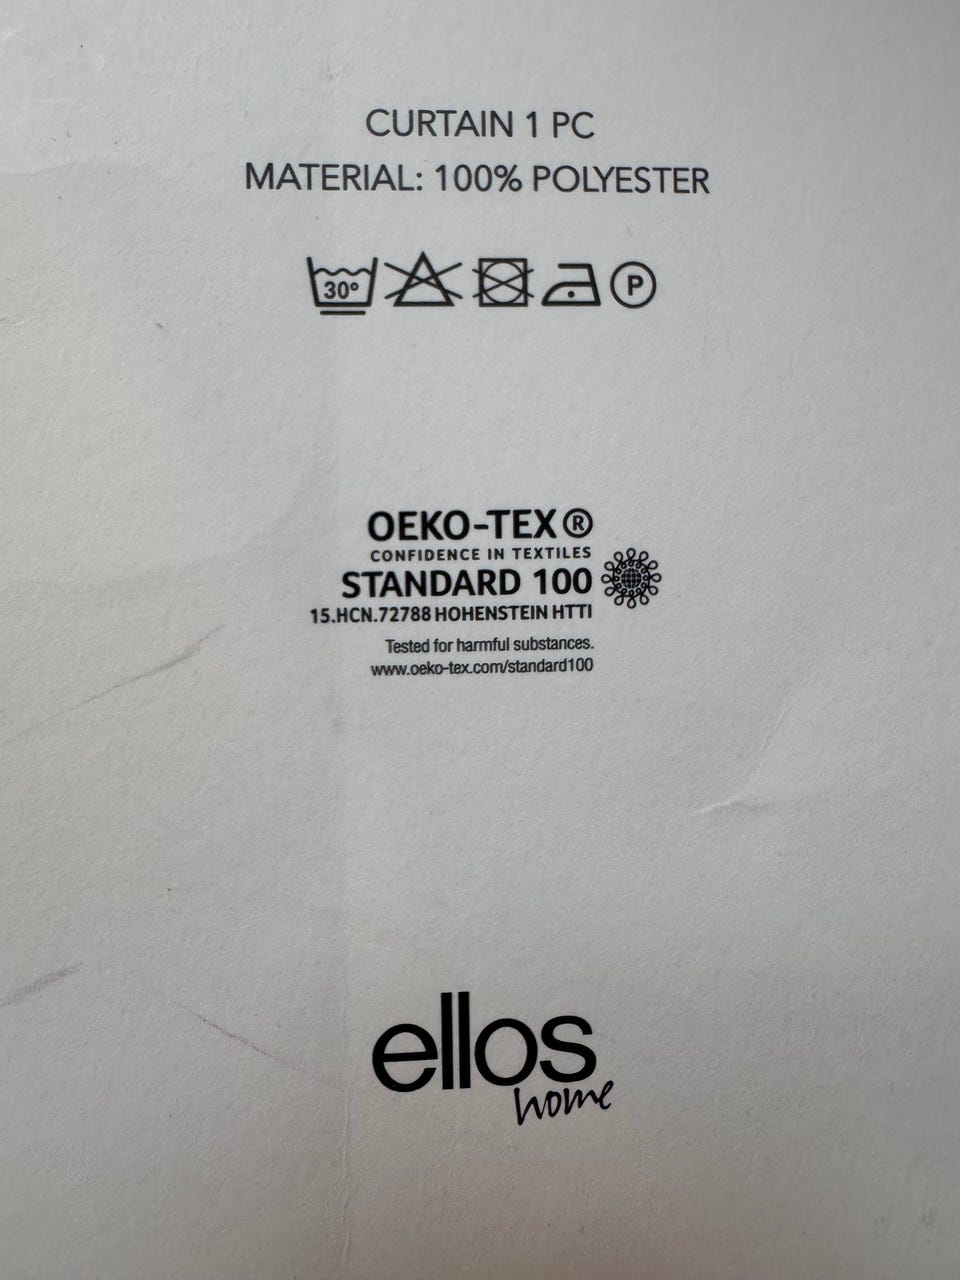 CURTAIN 1 PC
MATERIAL: 100% POLYESTER
30° P
OEKO-TEX®
CONFIDENCE IN TEXTILES
STANDARD 100
15.HCN.72788 HOHENSTEIN HTTI
Tested for harmful substances.
www.oeko-tex.com/standard100
ellos
home